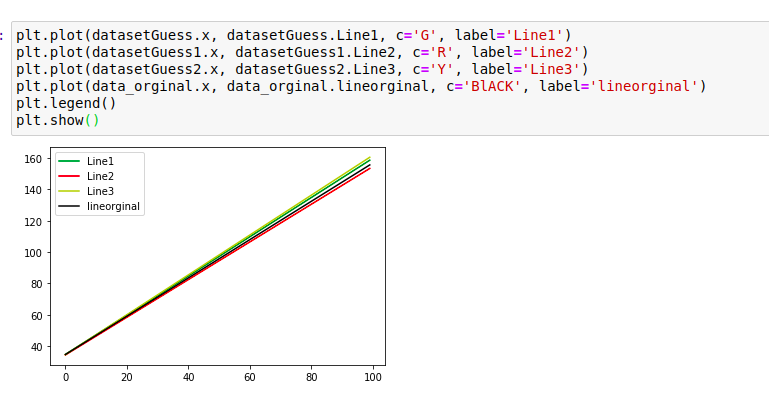 plt.plot(datasetGuess.x, datasetGuess.Line1, c='G', label='Line1')
plt.plot(datasetGuess1.x, datasetGuess1.Line2, c='R', label='Line2')
plt.plot(datasetGuess2.x, datasetGuess2.Line3, c='Y', label='Line3')
plt.plot(data_orginal.x, data_orginal.lineorginal, c='BlACK', label='lineorginal')
plt.legend()
plt.show()
Line1
Line2
Line3
lineorginal
160
140
120
100
80
60
40
0 20 40 60 80 100